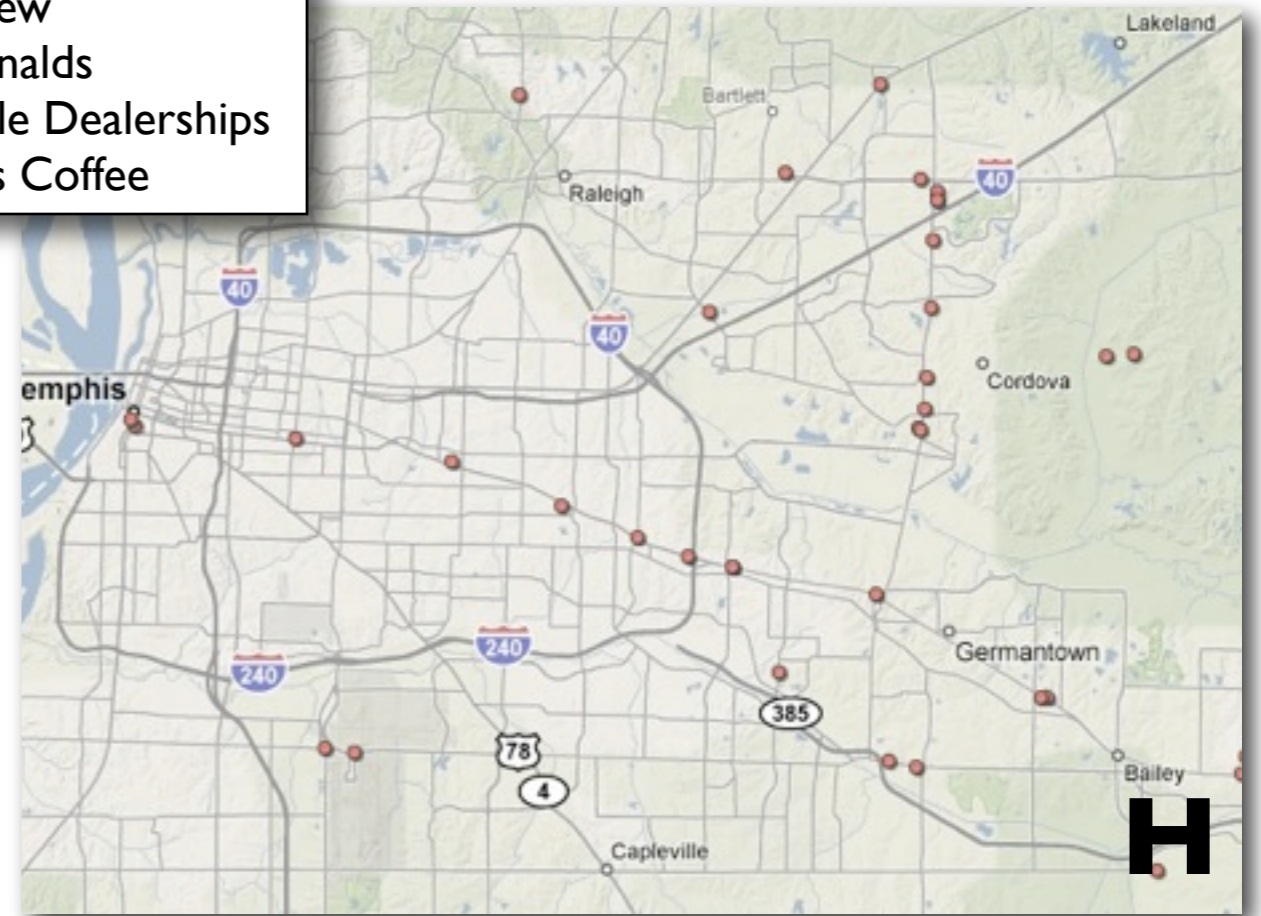 ew
nalds
le Dealerships
s Coffee
Lakeland
Bartlett
40
Raleigh
40
40
Cordova
emphis
Germantown
240
240
385
78
4
Bailey
Capleville
H